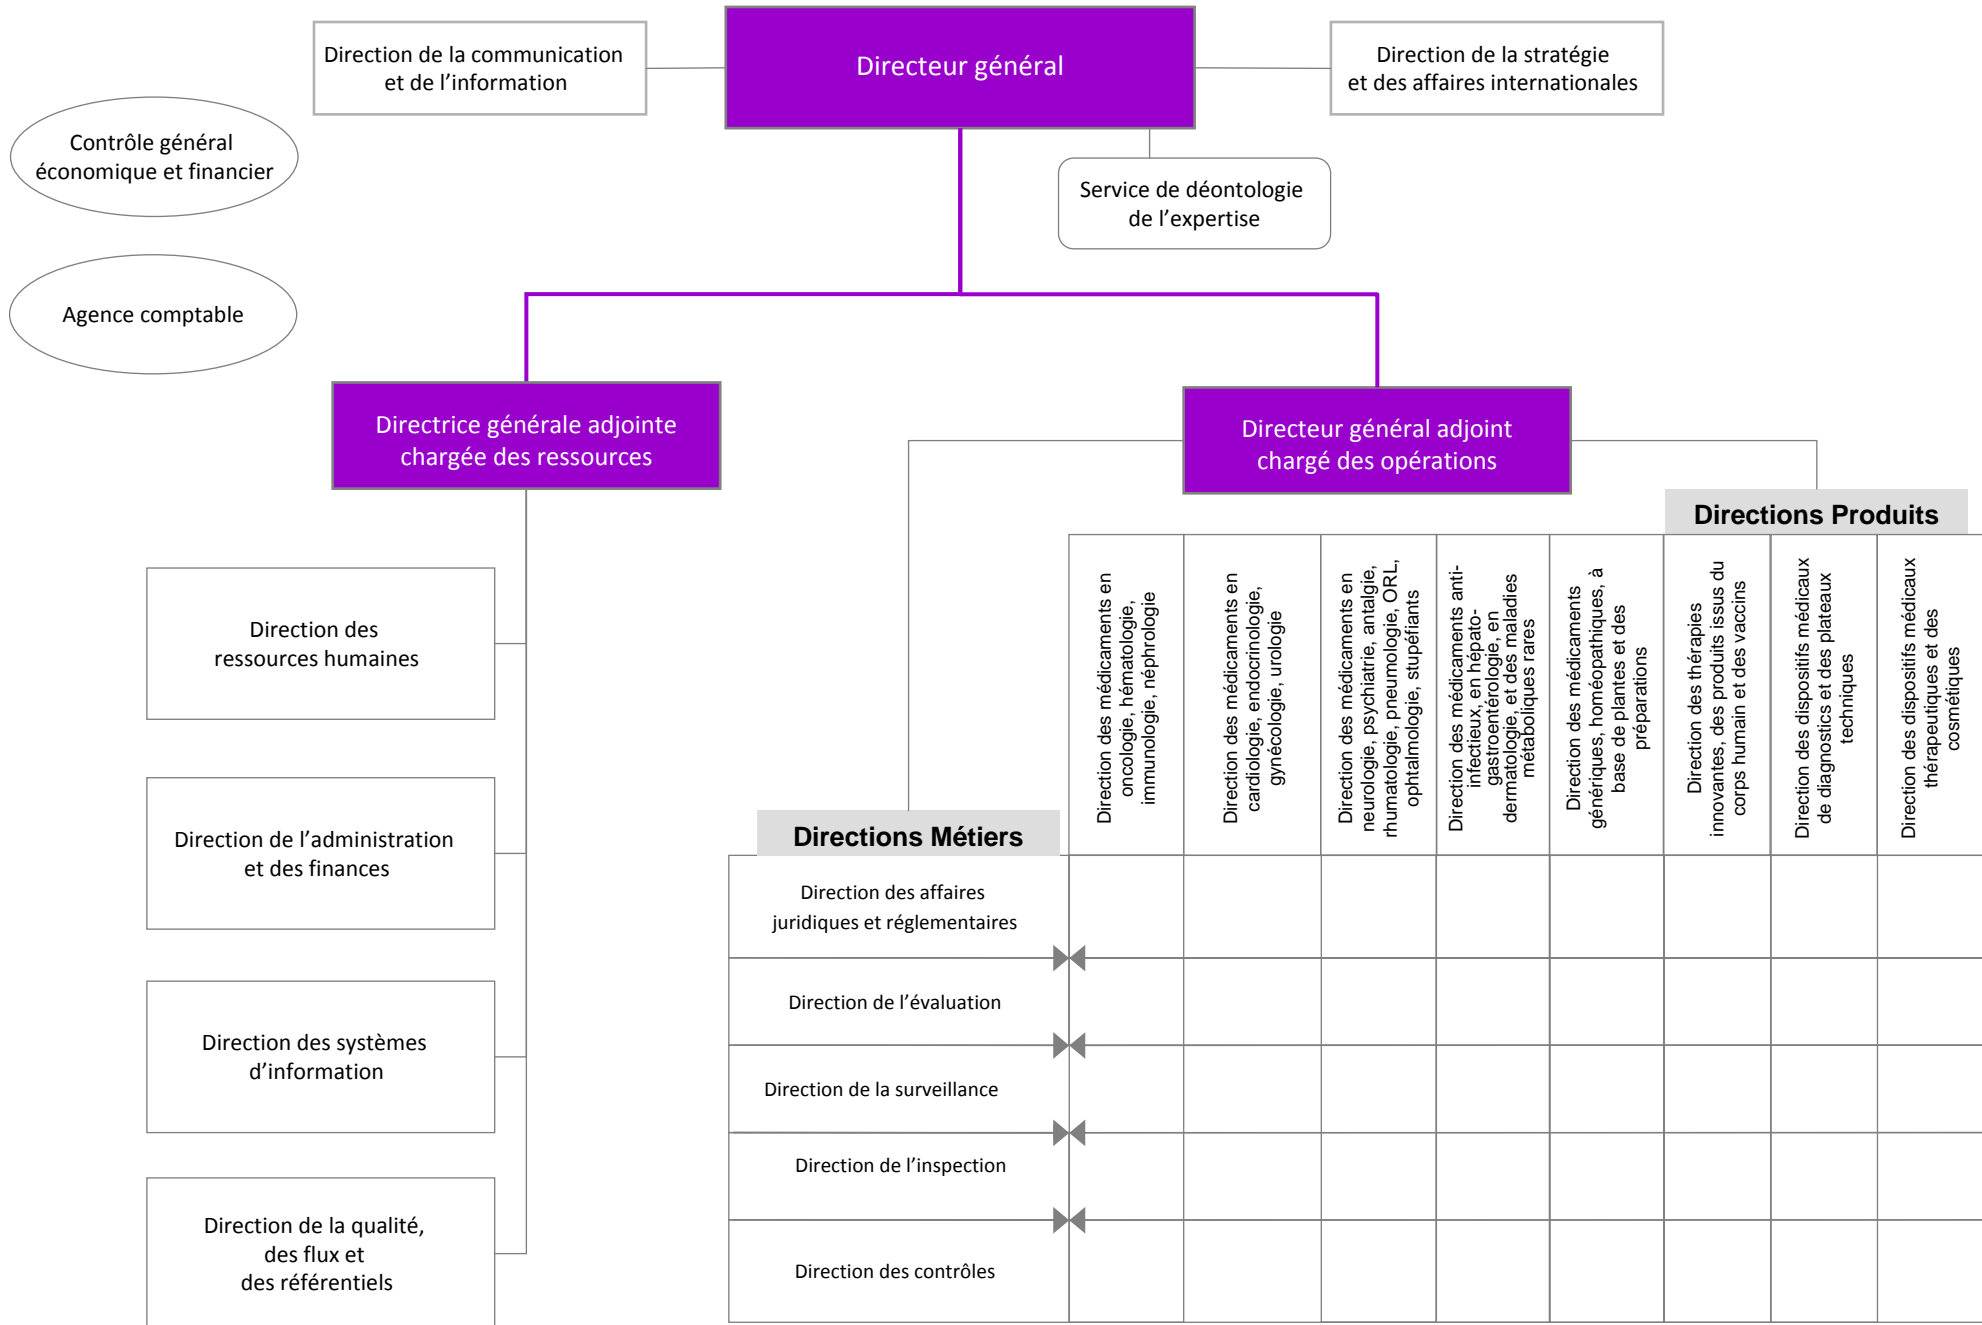 Direction de la communication
et de l’information
Directeur général
Direction de la stratégie
et des affaires internationales
Contrôle général
économique et financier
Service de déontologie
de l’expertise
Agence comptable
Directrice générale adjointe
chargée des ressources
Directeur général adjoint
chargé des opérations
Direction des
ressources humaines
Direction de l’administration
et des finances
Direction des systèmes
d’information
Direction de la qualité,
des flux et
des référentiels
Directions Produits
Direction des médicaments en
oncologie, hématologie,
immunologie, néphrologie
Direction des médicaments en
cardiologie, endocrinologie,
gynécologie, urologie
Direction des médicaments en
neurologie, psychiatrie, antalgie,
rhumatologie, pneumologie, ORL,
ophtalmologie, stupéfiants
Direction des médicaments anti-
infectieux, en hépato-
gastroentérologie, en
dermatologie, et des maladies
métaboliques rares
Direction des médicaments
génériques, homéopathiques, à
base de plantes et des
préparations
Direction des thérapies
innovantes, des produits issus du
corps humain et des vaccins
Direction des dispositifs médicaux
de diagnostics et des plateaux
techniques
Direction des dispositifs médicaux
thérapeutiques et des
cosmétiques
Directions Métiers
Direction des affaires
juridiques et réglementaires
Direction de l’évaluation
Direction de la surveillance
Direction de l’inspection
Direction des contrôles